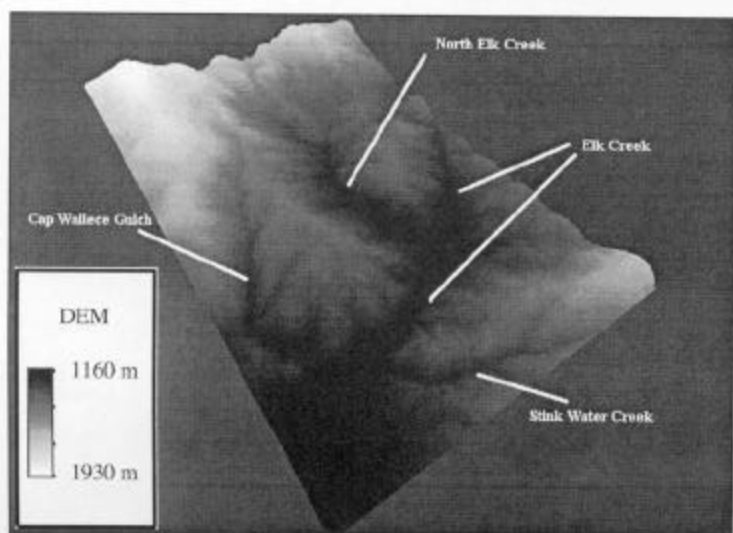 North Elk Creek
Elk Creek
Cap Wallece Gulch
DEM
1160 m
1930 m
Stink Water Creek